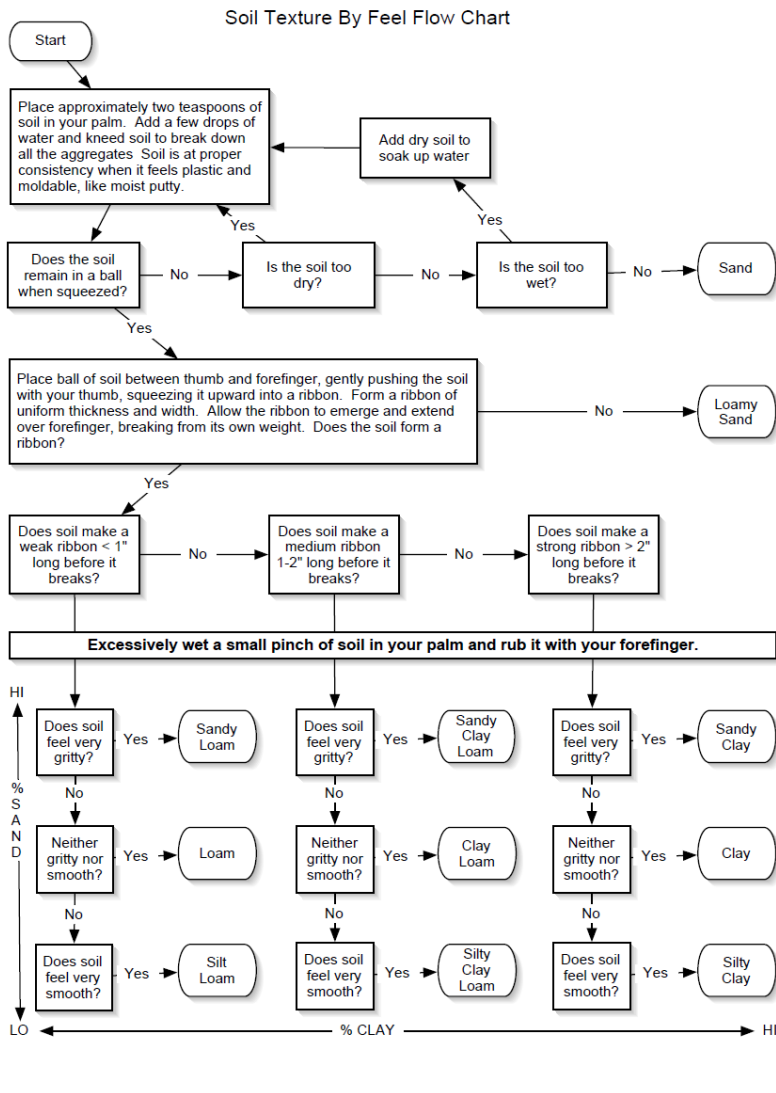 Soil Texture By Feel Flow Chart
Start
Place approximately two teaspoons of
soil in your palm.  Add a few drops of
water and kneed soil to break down
all the aggregates  Soil is at proper
consistency when it feels plastic and
moldable, like moist putty.
Add dry soil to
soak up water
Yes
Yes
Does the soil
remain in a ball
when squeezed?
No
Is the soil too
dry?
No
Is the soil too
wet?
No
Sand
Yes
Place ball of soil between thumb and forefinger, gently pushing the soil
with your thumb, squeezing it upward into a ribbon.  Form a ribbon of
uniform thickness and width.  Allow the ribbon to emerge and extend
over forefinger, breaking from its own weight.  Does the soil form a
ribbon?
No
Loamy
Sand
Yes
Does soil make a
weak ribbon < 1"
long before it
breaks?
No
Does soil make a
medium ribbon
1-2" long before it
breaks?
No
Does soil make a
strong ribbon > 2"
long before it
breaks?
Excessively wet a small pinch of soil in your palm and rub it with your forefinger.
HI
% SAND
Does soil
feel very
gritty?
Yes
Sandy
Loam
Does soil
feel very
gritty?
Yes
Sandy
Clay
Loam
Does soil
feel very
gritty?
Yes
Sandy
Clay
No
No
No
Neither
gritty nor
smooth?
Yes
Loam
Neither
gritty nor
smooth?
Yes
Clay
Loam
Neither
gritty nor
smooth?
Yes
Clay
No
No
No
Does soil
feel very
smooth?
Yes
Silt
Loam
Does soil
feel very
smooth?
Yes
Silty
Clay
Loam
Does soil
feel very
smooth?
Yes
Silty
Clay
LO
% CLAY
HI